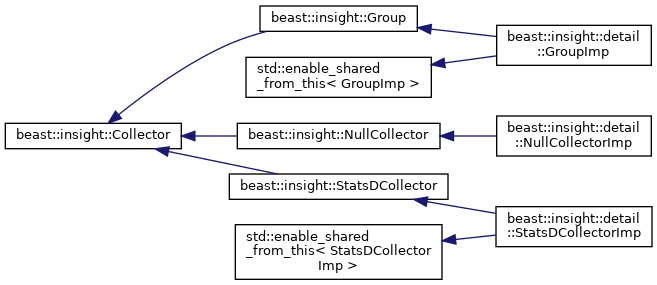 beast::insight::Group
beast::insight::detail
::GroupImp
std::enable_shared
_from_this< GroupImp >
beast::insight::Collector
beast::insight::NullCollector
beast::insight::detail
::NullCollectorImp
beast::insight::StatsDCollector
beast::insight::detail
::StatsDCollectorImp
std::enable_shared
_from_this< StatsDCollector
Imp >